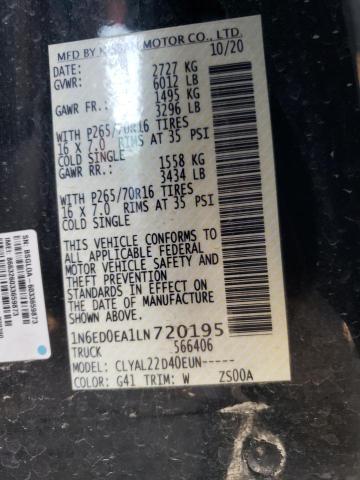 MFD BY NISSAN MOTOR CO., LTD.
10/20
DATE:
GVWR: 2727 KG
6012 LB
GAWR FR.: 1495 KG
3296 LB
WITH P265/70R16 TIRES
16 X 7.0 RIMS AT 35 PSI
COLD SINGLE
GAWR RR.: 1558 KG
3434 LB
WITH P265/70R16 TIRES
16 X 7.0 RIMS AT 35 PSI
COLD SINGLE
THIS VEHICLE CONFORMS TO
ALL APPLICABLE FEDERAL
MOTOR VEHICLE SAFETY AND
THEFT PREVENTION
STANDARDS IN EFFECT ON
THE DATE OF MANUFACTURE
SHOWN ABOVE:
1N6ED0EA1LN720195
TRUCK 566406
MODEL: CLYAL22D40EUN-----
COLOR: G41 TRIM: W ZS00A